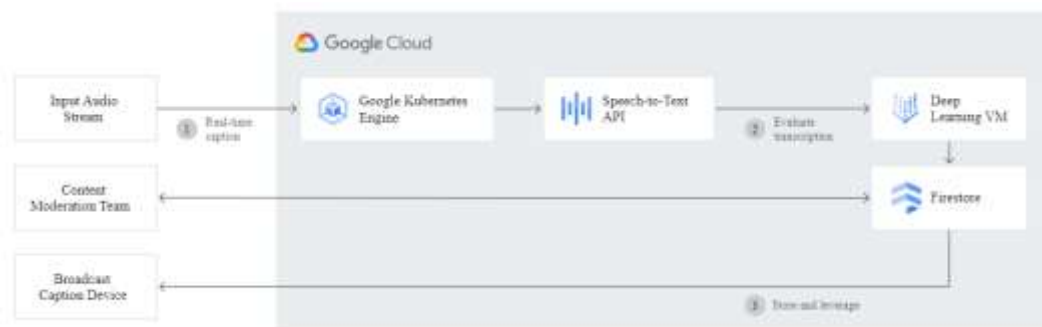 Google Cloud
Input Audio
Stream
1
Real-time
caption
Google Kubernetes
Engine
Speech-to-Text
API
2
Evaluate
transcription
Deep
Learning VM
Content
Moderation Team
Firestore
Broadcast
Caption Device
3
Store and leverage